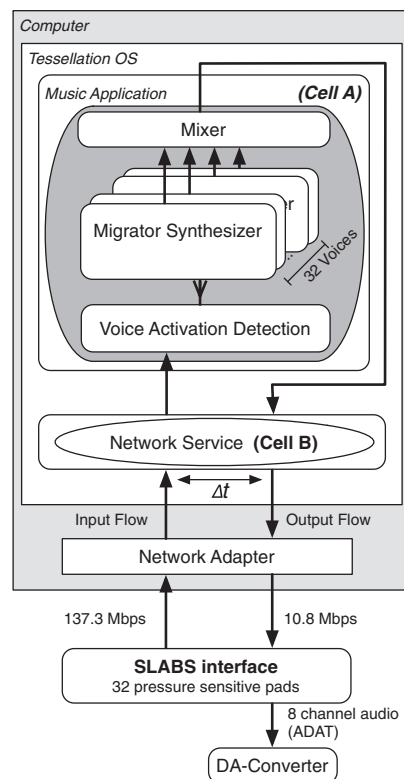 Computer
Tessellation OS
Music Application
(Cell A)
Mixer
er
Migrator Synthesizer
..
32 Voices
Voice Activation Detection
Network Service (Cell B)
Δt
Input Flow
Output Flow
Network Adapter
137.3 Mbps
10.8 Mbps
SLABS interface
32 pressure sensitive pads
8 channel audio
(ADAT)
DA-Converter